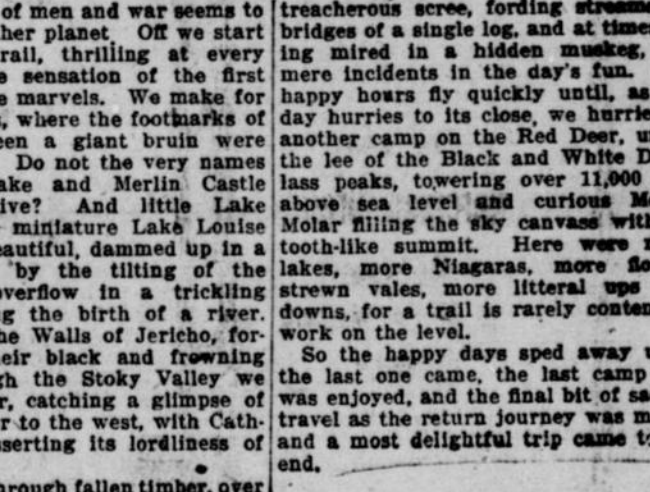 of men and war seems to
her planet. Off we start
rail, thrilling at every
e sensation of the first
e marvels. We make for
, where the footmarks of
een a giant bruin were
Do not the very names
ake and Merlin Castle
ive? And little Lake
miniature Lake Louise
eautiful, dammed up in a
by the tilting of the
overflow in a trickling
g the birth of a river.
he Walls of Jericho, for-
eir black and frowning
gh the Stoky Valley we
r, catching a glimpse of
r to the west, with Cath-
sserting its lordliness of
hrough fallen timber, over
treacherous scree, fording streams
bridges of a single log, and at time
ing mired in a hidden muskeg,
mere incidents in the day's fun.
happy hours fly quickly until, as
day hurries to its close, we hurrie
another camp on the Red Deer, u
the lee of the Black and White D
lass peaks, towering over 11,000
above sea level and curious M
Molar filling the sky canvass with
tooth-like summit. Here were
lakes, more Niagaras, more flo
strewn vales, more litteral ups
downs, for a trail is rarely conten
work on the level.
So the happy days sped away
the last one came, the last camp
was enjoyed, and the final bit of sa
travel as the return journey was m
and a most delightful trip came t
end.